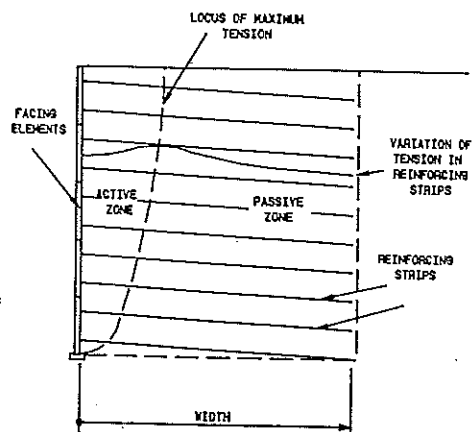 LOCUS OF MAXIMUM
TENSION
FACING
ELEMENTS
VARIATION OF
TENSION IN
REINFORCING
STRIPS
ACTIVE
ZONE
PASSIVE
ZONE
REINFORCING
STRIPS
WIDTH